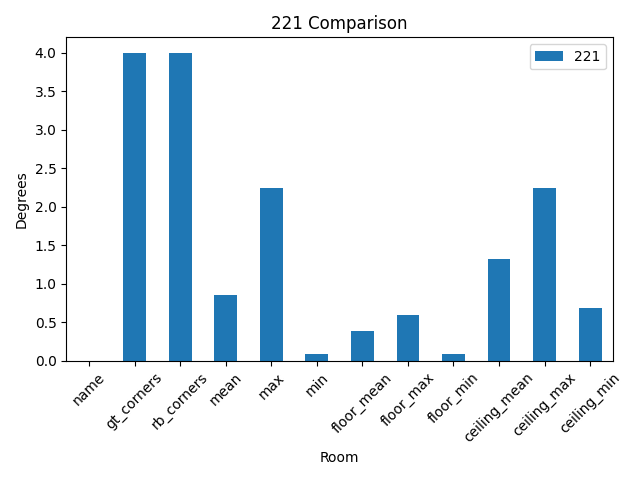 221 Comparison
221
Degrees
4.0
3.5
3.0
2.5
2.0
1.5
1.0
0.5
0.0
name
gt_corners
rb_corners
mean
max
min
floor_mean
floor_max
floor_min
ceiling_mean
ceiling_max
ceiling_min
Room